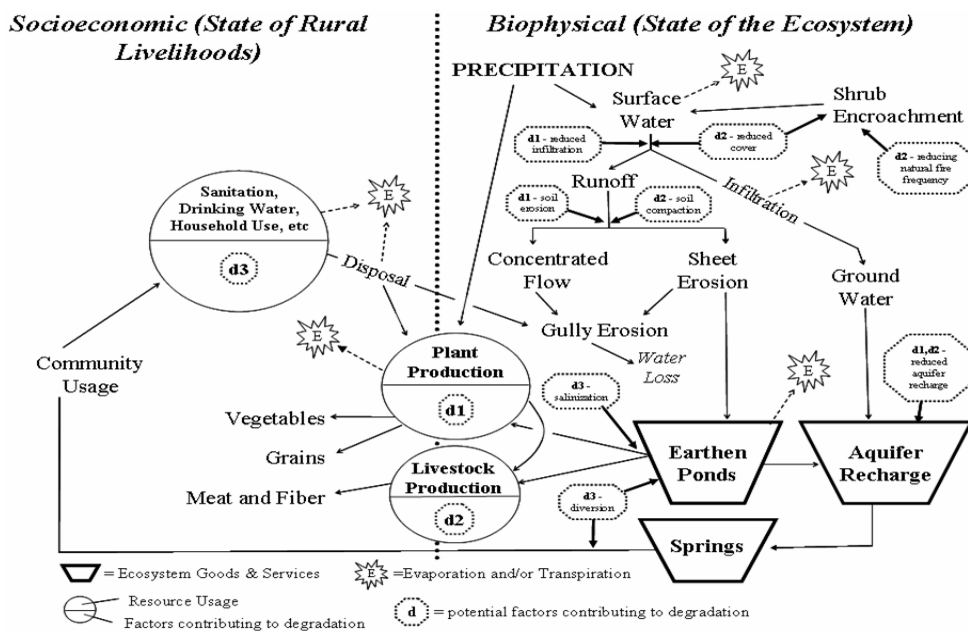 Socioeconomic (State of Rural
Livelihoods)
Biophysical (State of the Ecosystem)
PRECIPITATION
E
Surface
Water
Shrub
Encroachment
d1 - reduced
infiltration
d2 - reduced
cover
d2 - reducing
natural fire
frequency
E
Runoff
Infiltration
d1 - soil
erosion
d2 - soil
compaction
Sanitation,
Drinking Water,
Household Use, etc
d3
E
Disposal
Concentrated
Flow
Sheet
Erosion
Ground
Water
Gully Erosion
Water
Loss
E
Community
Usage
Plant
Production
d1
E
d1,d2-
reduced
aquifer
recharge
d3 -
salinization
Vegetables
Grains
Meat and Fiber
Livestock
Production
d2
Earthen
Ponds
Aquifer
Recharge
d3 -
diversion
Springs
= Ecosystem Goods & Services
E
=Evaporation and/or Transpiration
Resource Usage
Factors contributing to degradation
d
= potential factors contributing to degradation